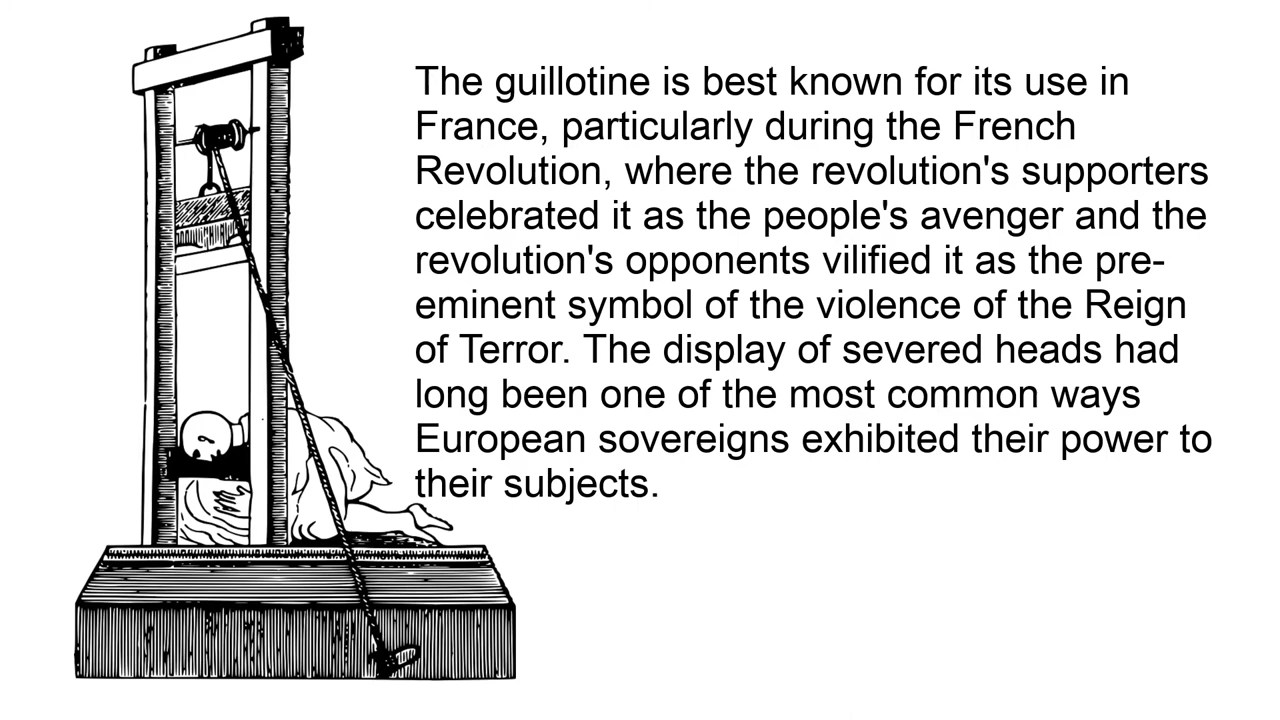 The guillotine is best known for its use in
France, particularly during the French
Revolution, where the revolution's supporters
celebrated it as the people's avenger and the
revolution's opponents vilified it as the pre-
eminent symbol of the violence of the Reign
of Terror. The display of severed heads had
long been one of the most common ways
European sovereigns exhibited their power to
their subjects.